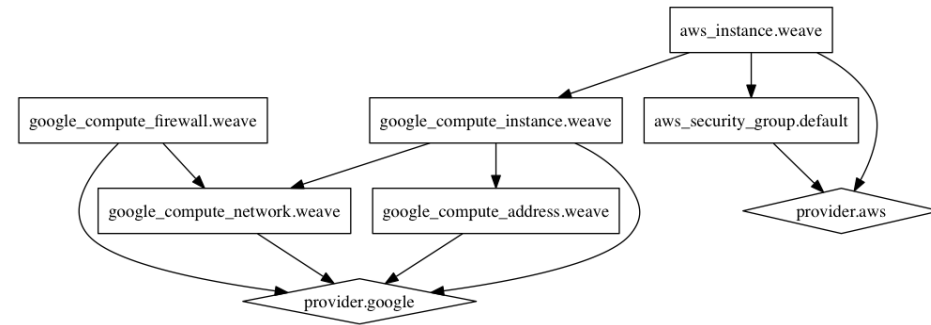 aws_instance.weave
google_compute_firewall.weave
google_compute_instance.weave
aws_security_group.default
google_compute_network.weave
google_compute_address.weave
provider.aws
provider.google